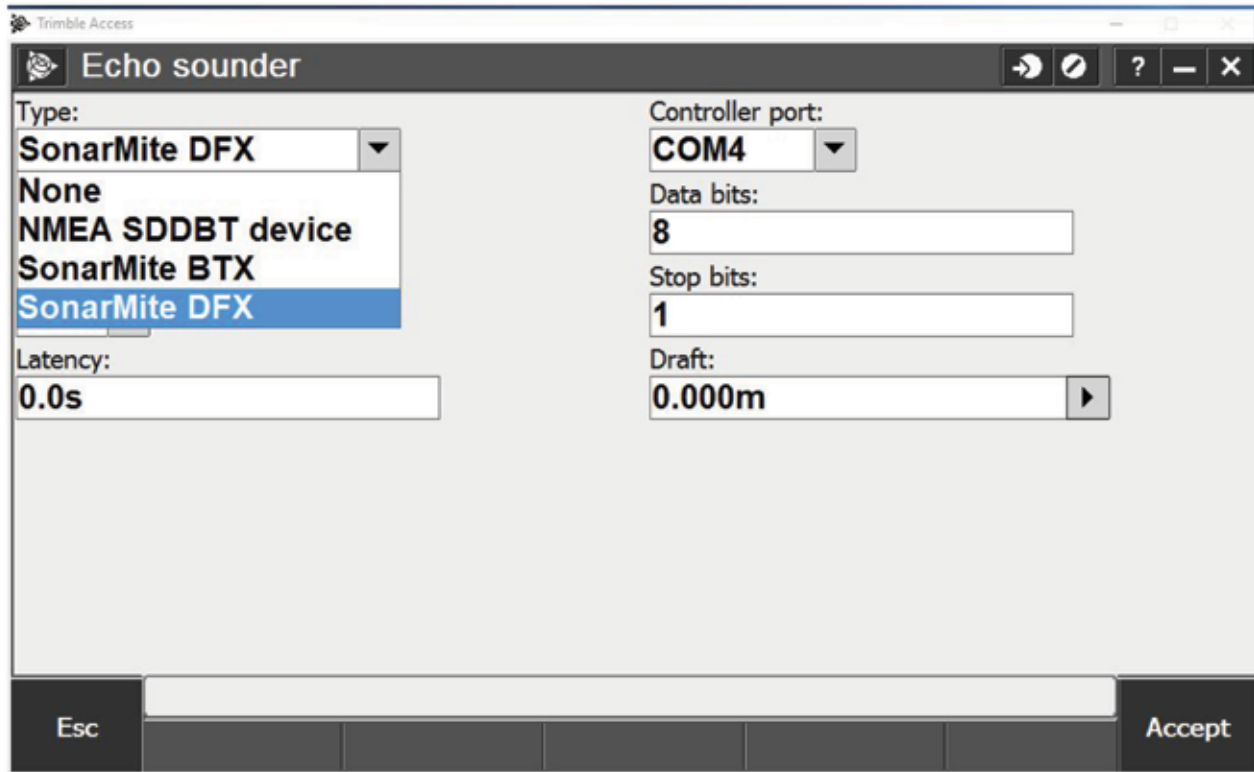 Trimble Access
Echo sounder
?
Type:
SonarMite DFX
None
NMEA SDDBT device
SonarMite BTX
SonarMite DFX
Latency:
0.0s
Controller port:
COM4
Data bits:
8
Stop bits:
1
Draft:
0.000m
Esc
Accept